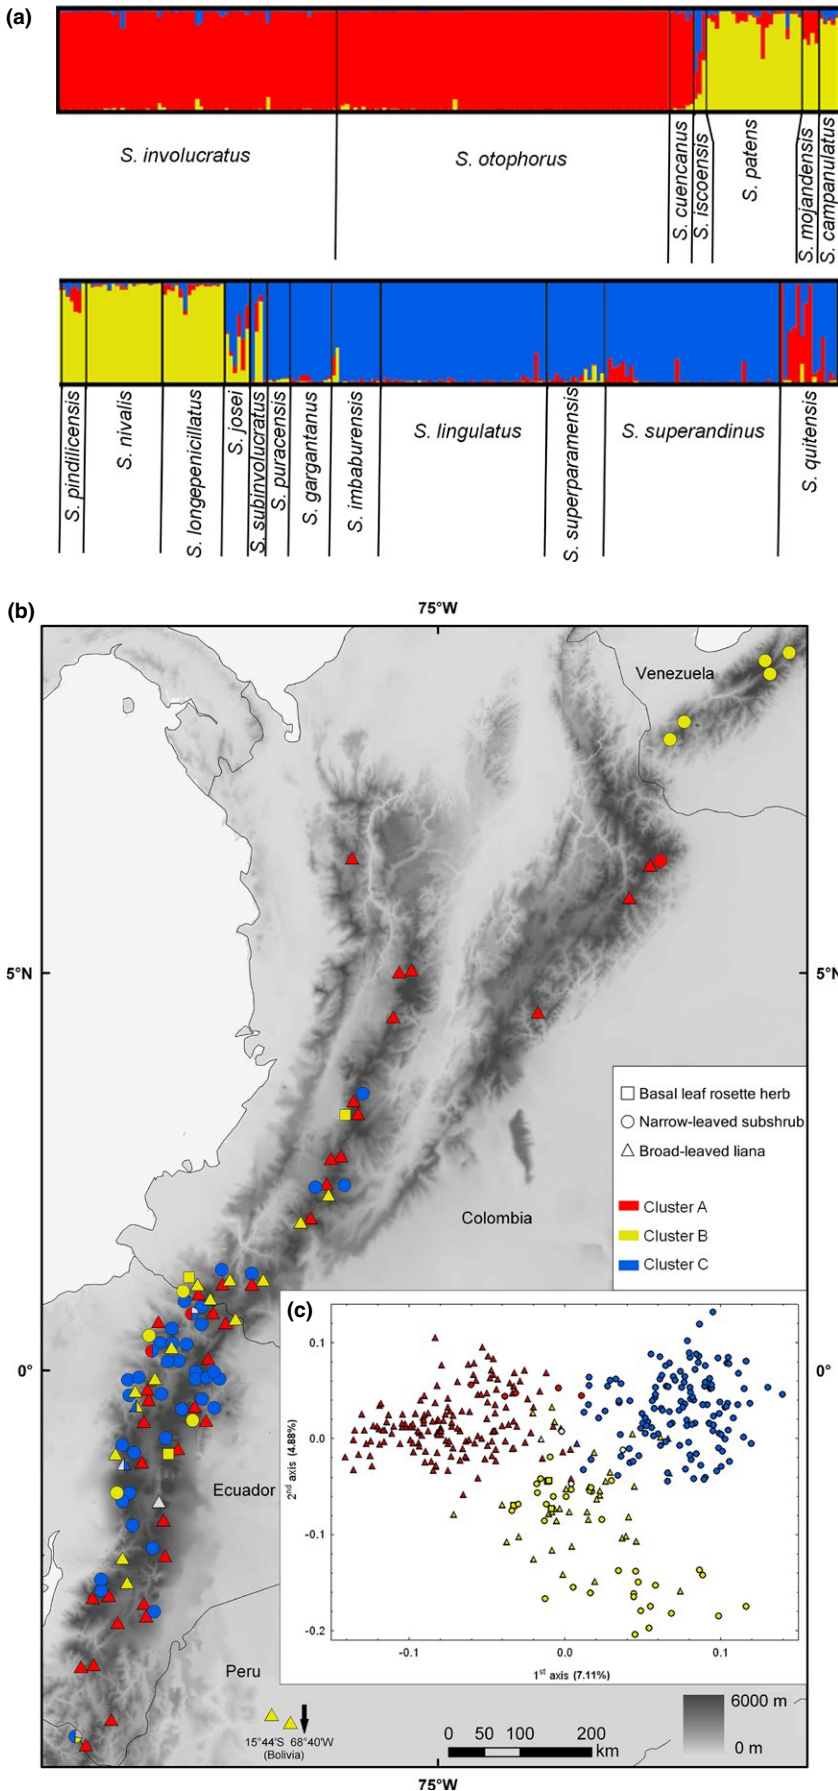 (a)
S. involucratus
S. otophorus
S. cuencanus
S. iscoensis
S. patens
S. mojandensis
S. campanulatus
S. pindilicensis
S. nivalis
S. longepenicillatus
S. josei
S. subinvolucratus
S. puracensis
S. gargantanus
S. imbaburensis
S. lingulatus
S. superparamensis
S. superandinus
S. quitensis
(b)
75°W
Venezuela
5°N
5°N
Basal leaf rosette herb
Narrow-leaved subshrub
Broad-leaved liana
Cluster A
Cluster B
Cluster C
Colombia
(c)
0°
0°
0.1
0.0
-0.1
-0.2
2nd axis (4.88%)
-0.1
0.0
0.1
1st axis (7.11%)
Ecuador
Peru
15°44'S 68°40'W
(Bolivia)
0 50 100 200
km
6000 m
0 m
75°W